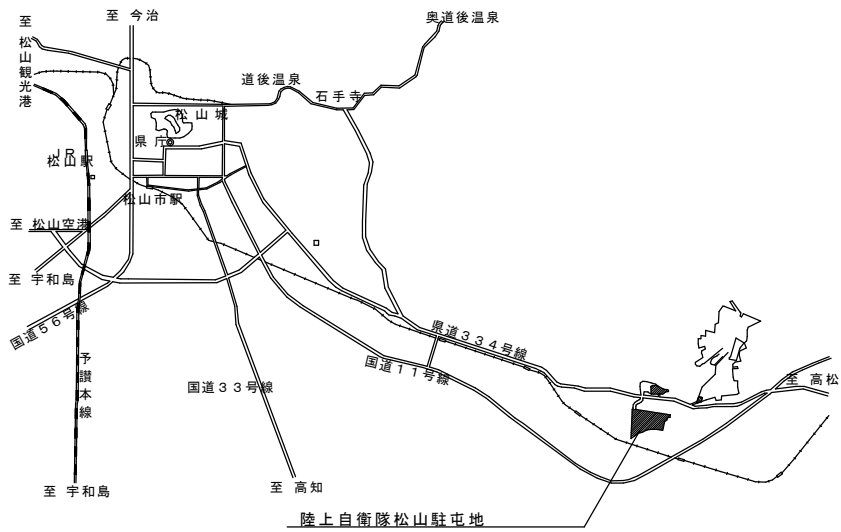 至 松山観光港
至 今治
奥道後温泉
道後温泉
石手寺
松山城
県庁
JR
松山駅
松山市駅
至 松山空港
至 宇和島
国道56号線
予讃本線
国道33号線
国道11号線
県道334号線
至 高松
至 宇和島
至 高知
陸上自衛隊松山駐屯地